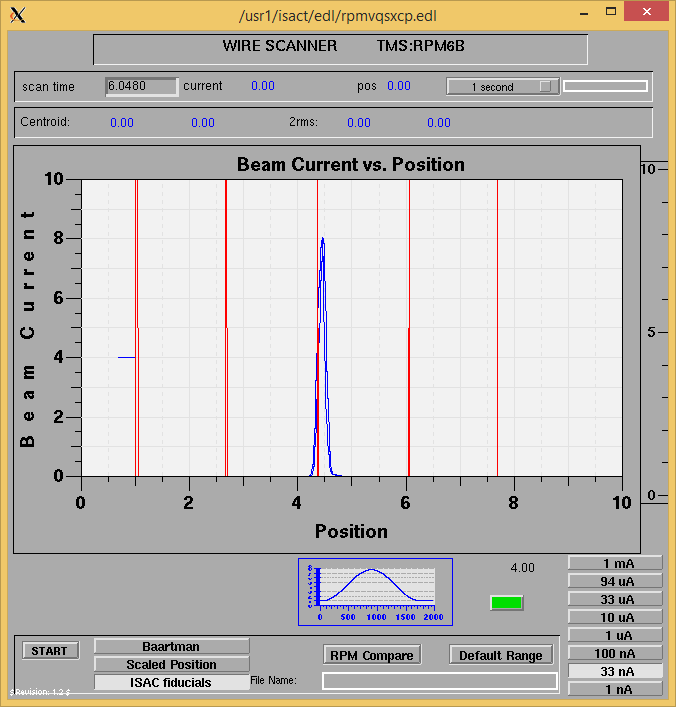 /usr1/isact/edl/rpmvqsxcp.edl
WIRE SCANNER TMS:RPM6B
scan time 6.0480 current 0.00 pos 0.00 1 second
Centroid: 0.00 0.00 2rms: 0.00 0.00
Beam Current vs. Position
10
8
6
4
2
0
Beam Current
0 2 4 6 8 10
Position
10
5
0
8
0 500 1000 1500 2000
4.00
1 mA
94 uA
33 uA
10 uA
1 uA
100 nA
33 nA
1 nA
START
Baartman
Scaled Position
ISAC fiducials
RPM Compare
Default Range
File Name:
$Revision: 1.2 $